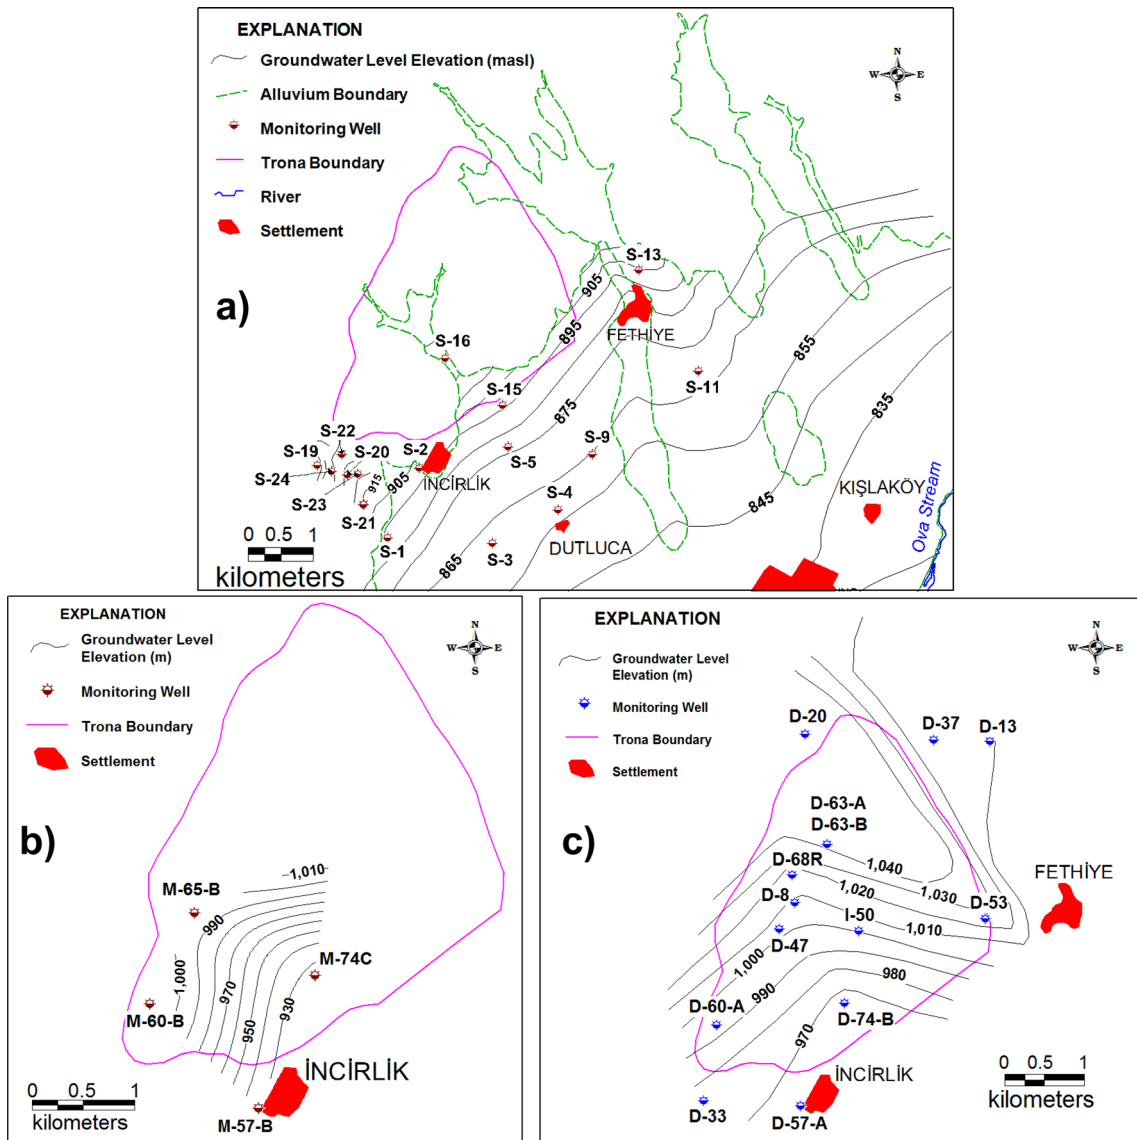 EXPLANATION
Groundwater Level Elevation (masl)
Alluvium Boundary
Monitoring Well
Trona Boundary
River
Settlement
N
W E
S
a)
S-13
905
895
FETHİYE
S-16
855
S-15
S-11
835
875
S-22
S-9
S-19
S-20
S-2
S-5
S-24
İNCİRLİK
915
905
S-23
S-4
KIŞLAKÖY
845
S-21
Ova Stream
0 0.5 1
kilometers
S-1
865
S-3
DUTLUCA
EXPLANATION
Groundwater Level
Elevation (m)
Monitoring Well
Trona Boundary
Settlement
N
W E
S
b)
1,010
M-65-B
990
M-74C
1,000
970
930
M-60-B
950
İNCİRLİK
0 0.5 1
kilometers
M-57-B
EXPLANATION
Groundwater Level
Elevation (m)
Monitoring Well
Trona Boundary
Settlement
N
W E
S
c)
D-20
D-37
D-13
D-63-A
D-63-B
1,040
D-68R
FETHİYE
1,020
1,030
D-8
D-53
I-50
1,010
D-47
1,000
980
990
D-60-A
D-74-B
970
İNCİRLİK
0 0.5 1
kilometers
D-33
D-57-A